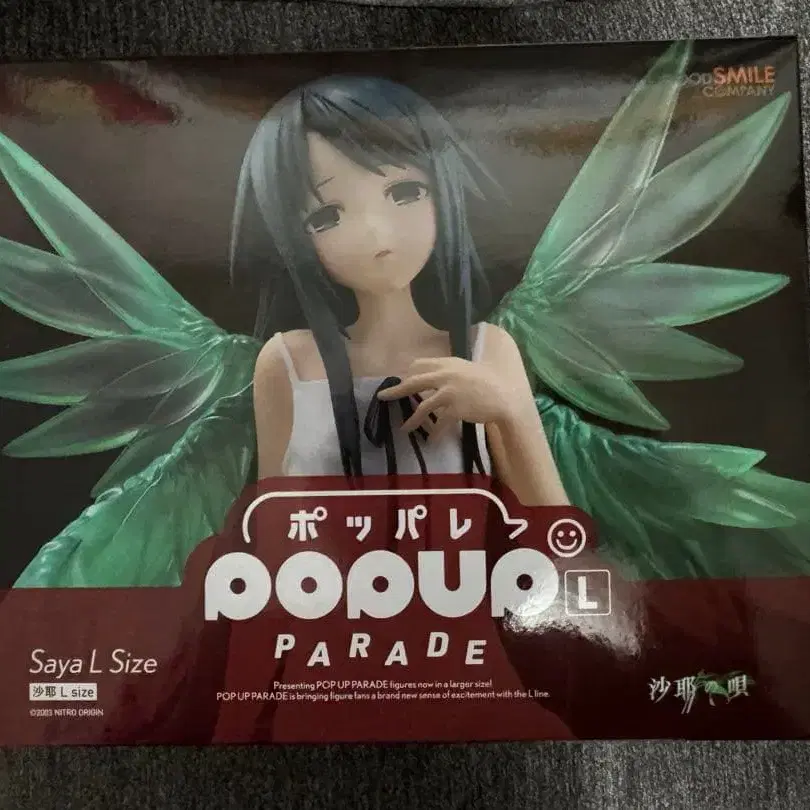 SMILE
COMPANY
ポッパレ
POP UP L
PARADE
Saya L Size
沙耶 L size
©2003 NITRO ORIGIN
Presenting POP UP PARADE figures now in a larger size!
POP UP PARADE is bringing figure fans a brand new sense of excitement with the L line.
沙耶の唄